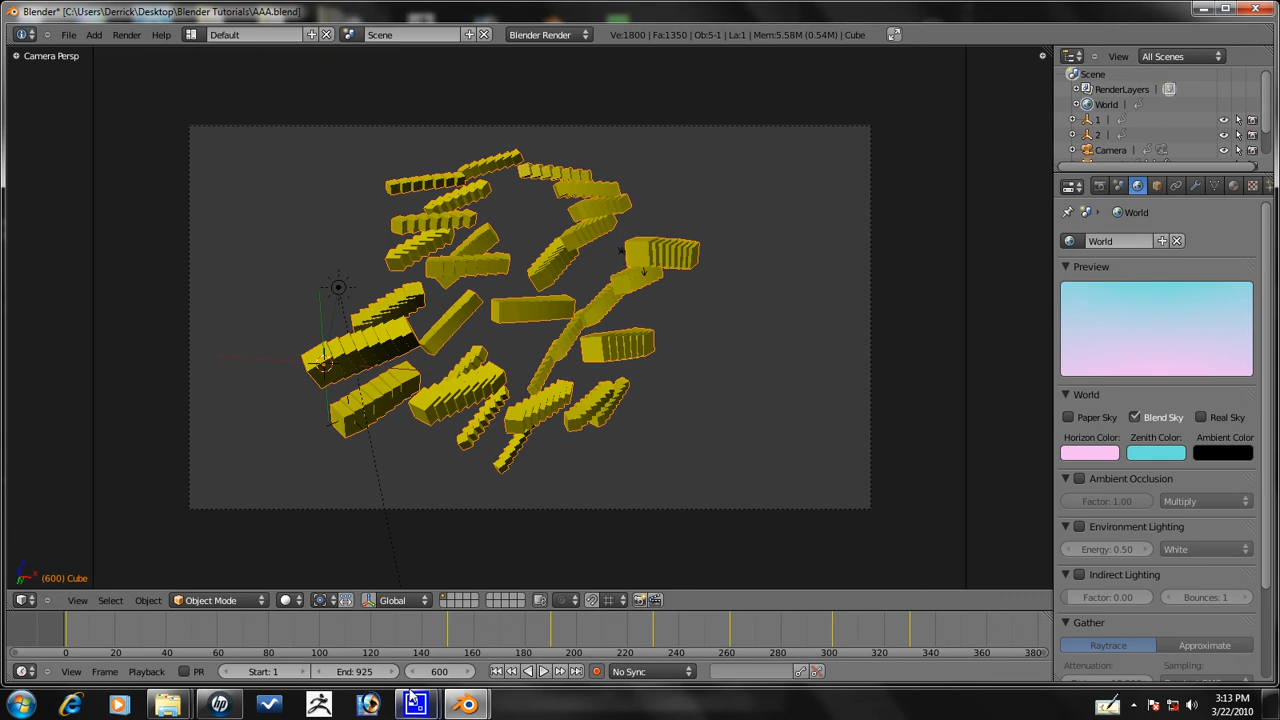 Blender* [C:\Users\Derrick\Desktop\Blender Tutorials\AAA.blend]
File Add Render Help Default Scene Blender Render Ve:1800 | Fa:1350 | Ob:5-1 | La:1 | Mem:5.58M (0.54M) | Cube
Camera Persp
View All Scenes
Scene
RenderLayers
World
1
2
Camera
World
World
Preview
World
Paper Sky Blend Sky Real Sky
Horizon Color: Zenith Color: Ambient Color
Ambient Occlusion
Factor: 1.00 Multiply
Environment Lighting
Energy: 0.50 White
Indirect Lighting
Factor: 0.00 Bounces: 1
Gather
Raytrace Approximate
Attenuation: Sampling:
(600) Cube
View Select Object Object Mode Global
0 20 40 60 80 100 120 140 160 180 200 220 240 260 280 300 320 340 360 380
View Frame Playback PR Start: 1 End: 925 600 No Sync
3:13 PM
3/22/2010